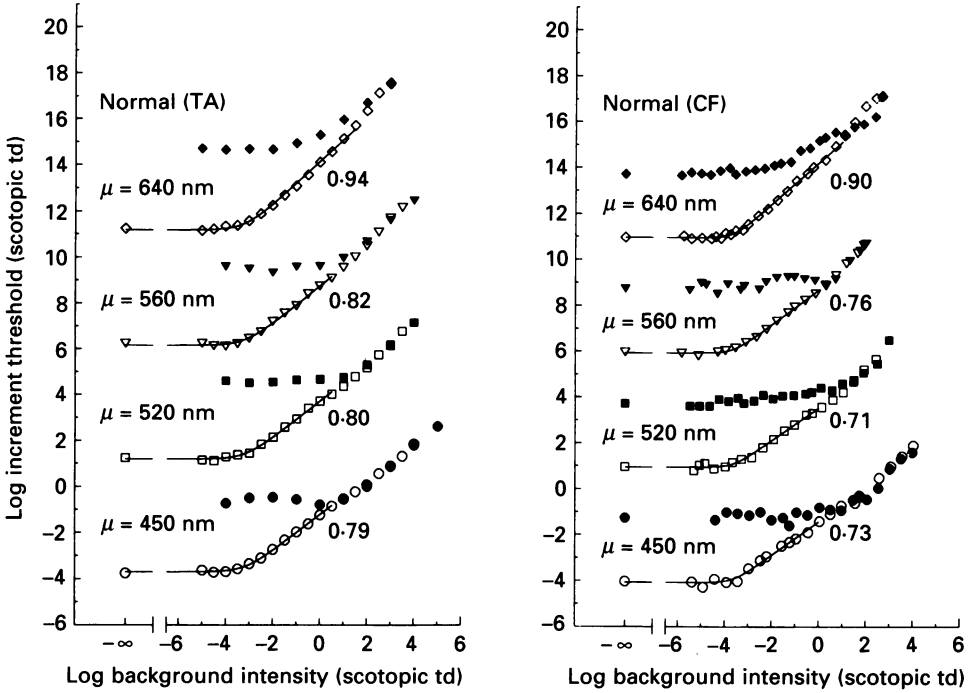 20
18
16
14
12
10
8
6
4
2
0
−2
−4
−6
Log increment threshold (scotopic td)
Normal (TA)
μ = 640 nm
0·94
μ = 560 nm
0·82
μ = 520 nm
0·80
μ = 450 nm
0·79
−∞ −6 −4 −2 0 2 4 6
Log background intensity (scotopic td)
20
18
16
14
12
10
8
6
4
2
0
−2
−4
−6
Normal (CF)
μ = 640 nm
0·90
μ = 560 nm
0·76
μ = 520 nm
0·71
μ = 450 nm
0·73
−∞ −6 −4 −2 0 2 4 6
Log background intensity (scotopic td)